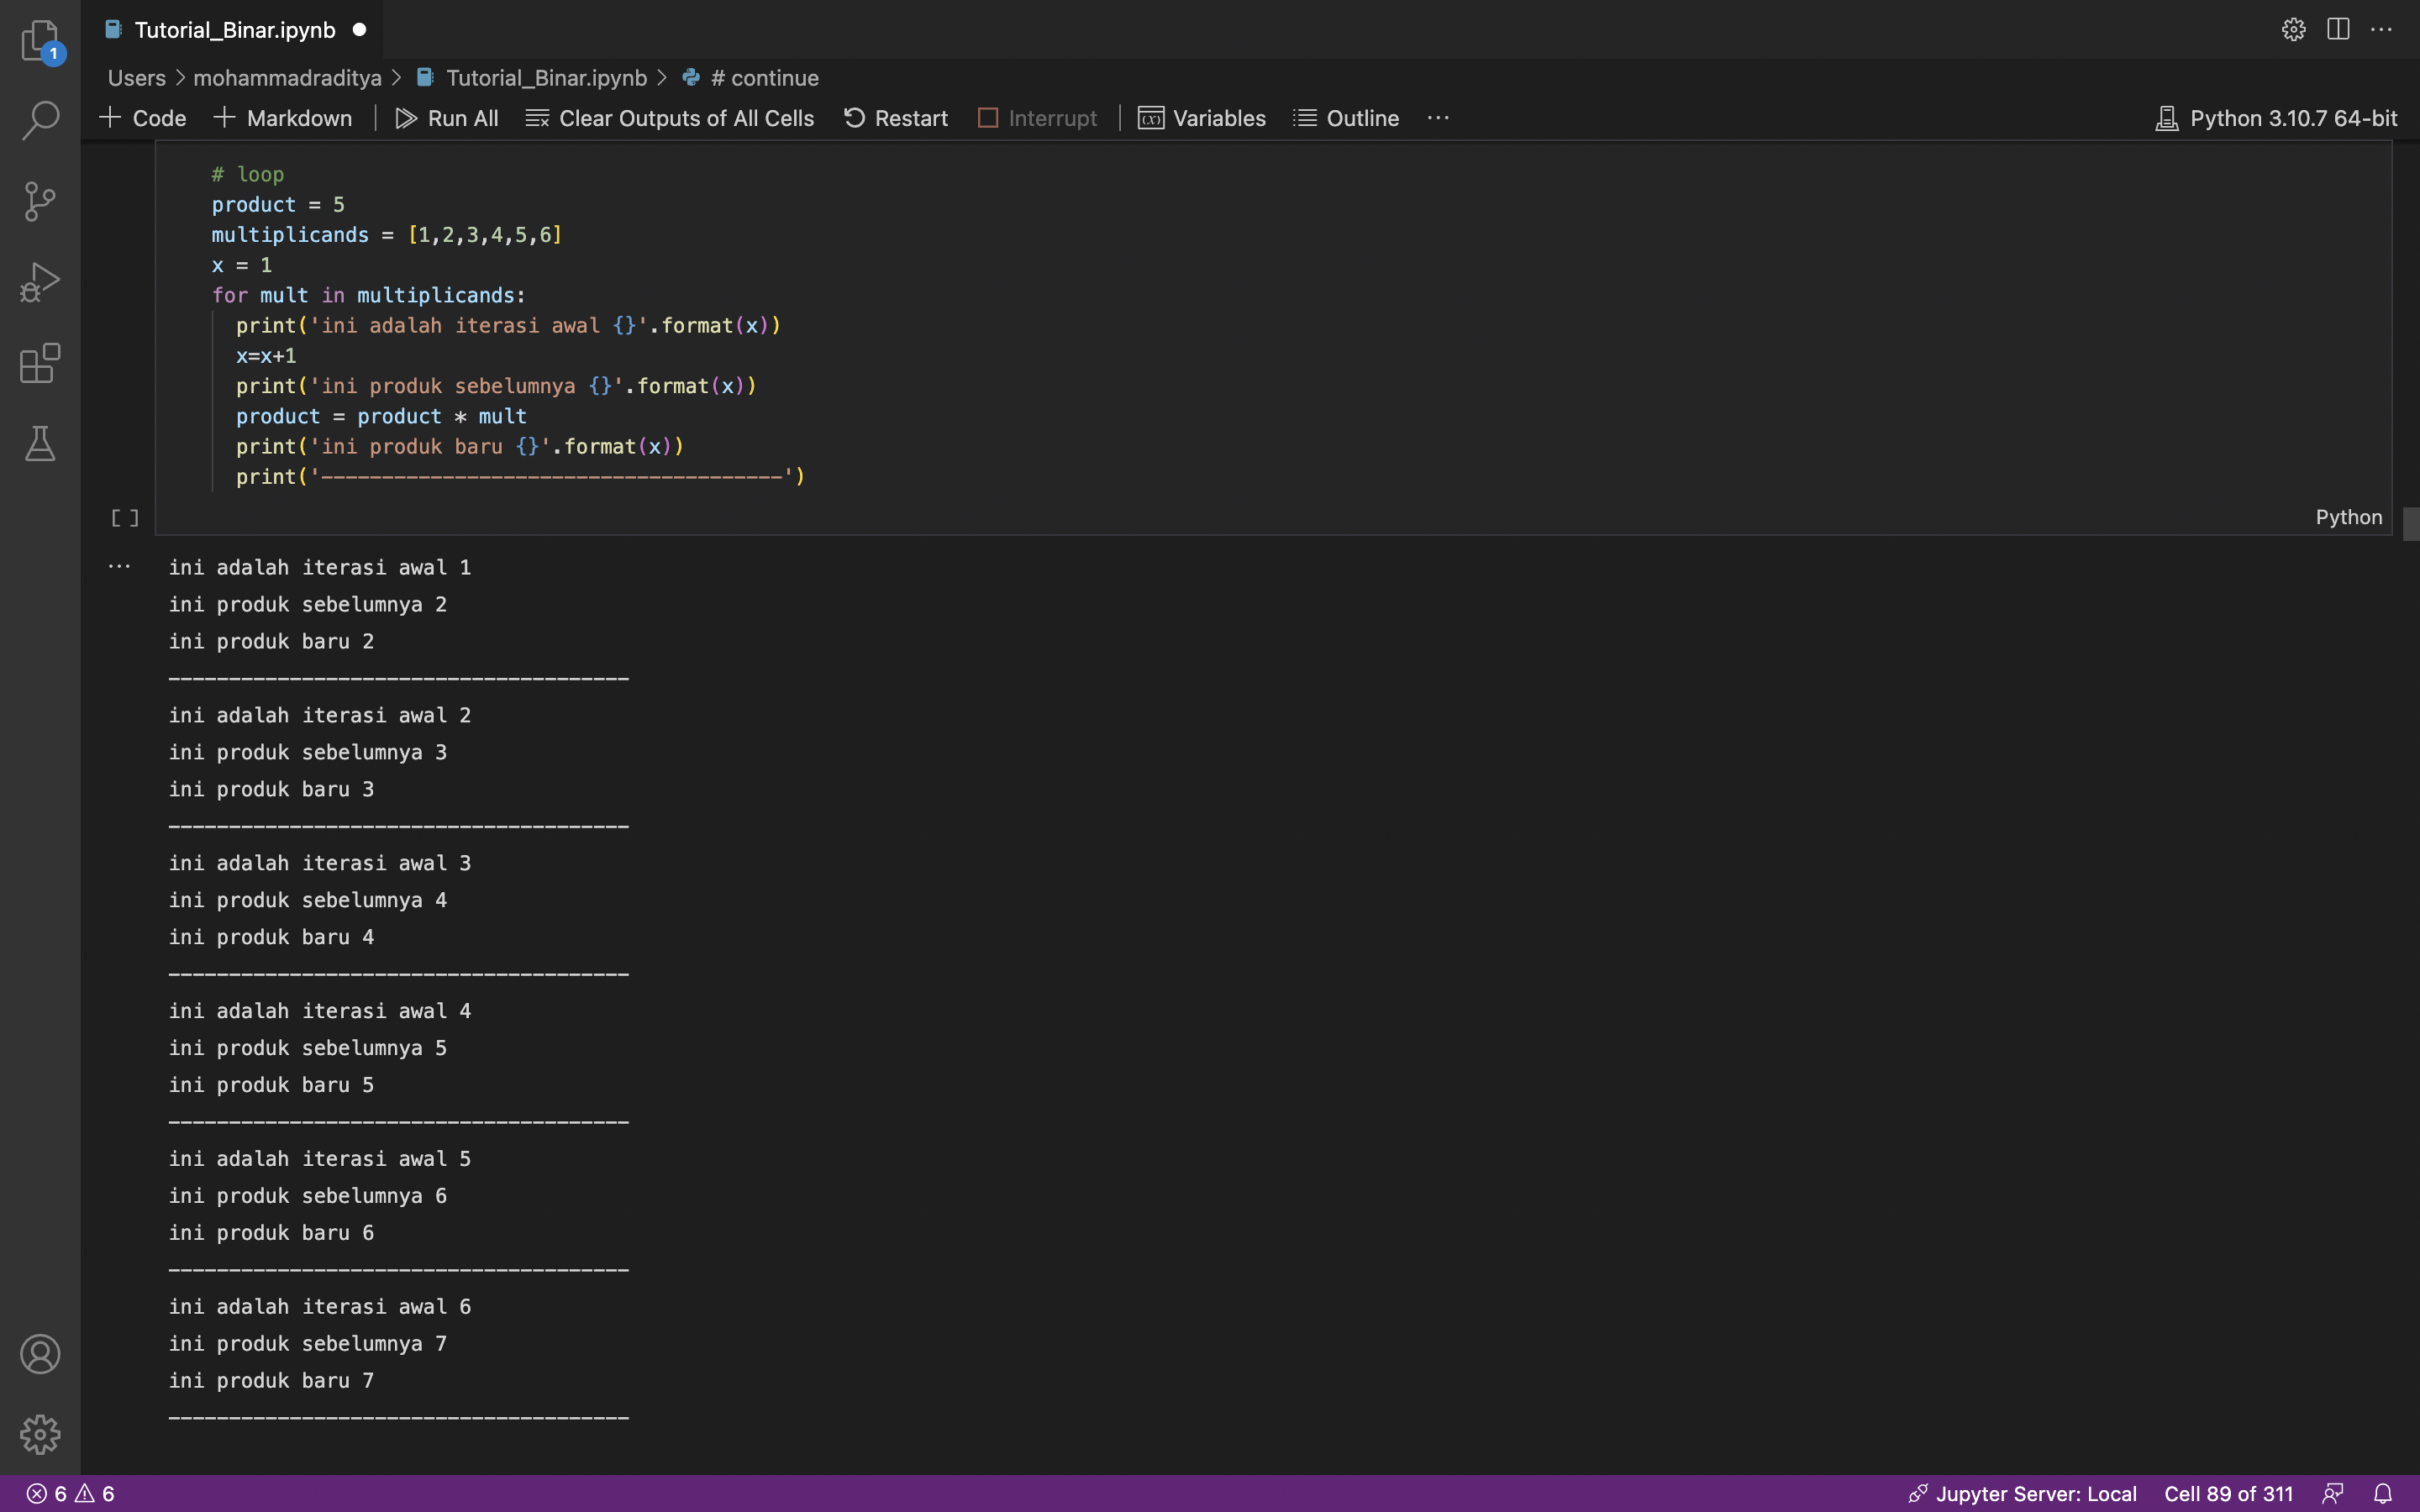 1
Tutorial_Binar.ipynb
Users > mohammadraditya > Tutorial_Binar.ipynb > # continue
+ Code + Markdown | Run All Clear Outputs of All Cells Restart Interrupt | Variables Outline ...
Python 3.10.7 64-bit
# loop
product = 5
multiplicands = [1,2,3,4,5,6]
x = 1
for mult in multiplicands:
  print('ini adalah iterasi awal {}'.format(x))
  x=x+1
  print('ini produk sebelumnya {}'.format(x))
  product = product * mult
  print('ini produk baru {}'.format(x))
  print('--------------------------------------')
[ ]
Python
...
ini adalah iterasi awal 1
ini produk sebelumnya 2
ini produk baru 2
--------------------------------------
ini adalah iterasi awal 2
ini produk sebelumnya 3
ini produk baru 3
--------------------------------------
ini adalah iterasi awal 3
ini produk sebelumnya 4
ini produk baru 4
--------------------------------------
ini adalah iterasi awal 4
ini produk sebelumnya 5
ini produk baru 5
--------------------------------------
ini adalah iterasi awal 5
ini produk sebelumnya 6
ini produk baru 6
--------------------------------------
ini adalah iterasi awal 6
ini produk sebelumnya 7
ini produk baru 7
--------------------------------------
6 6
Jupyter Server: Local Cell 89 of 311